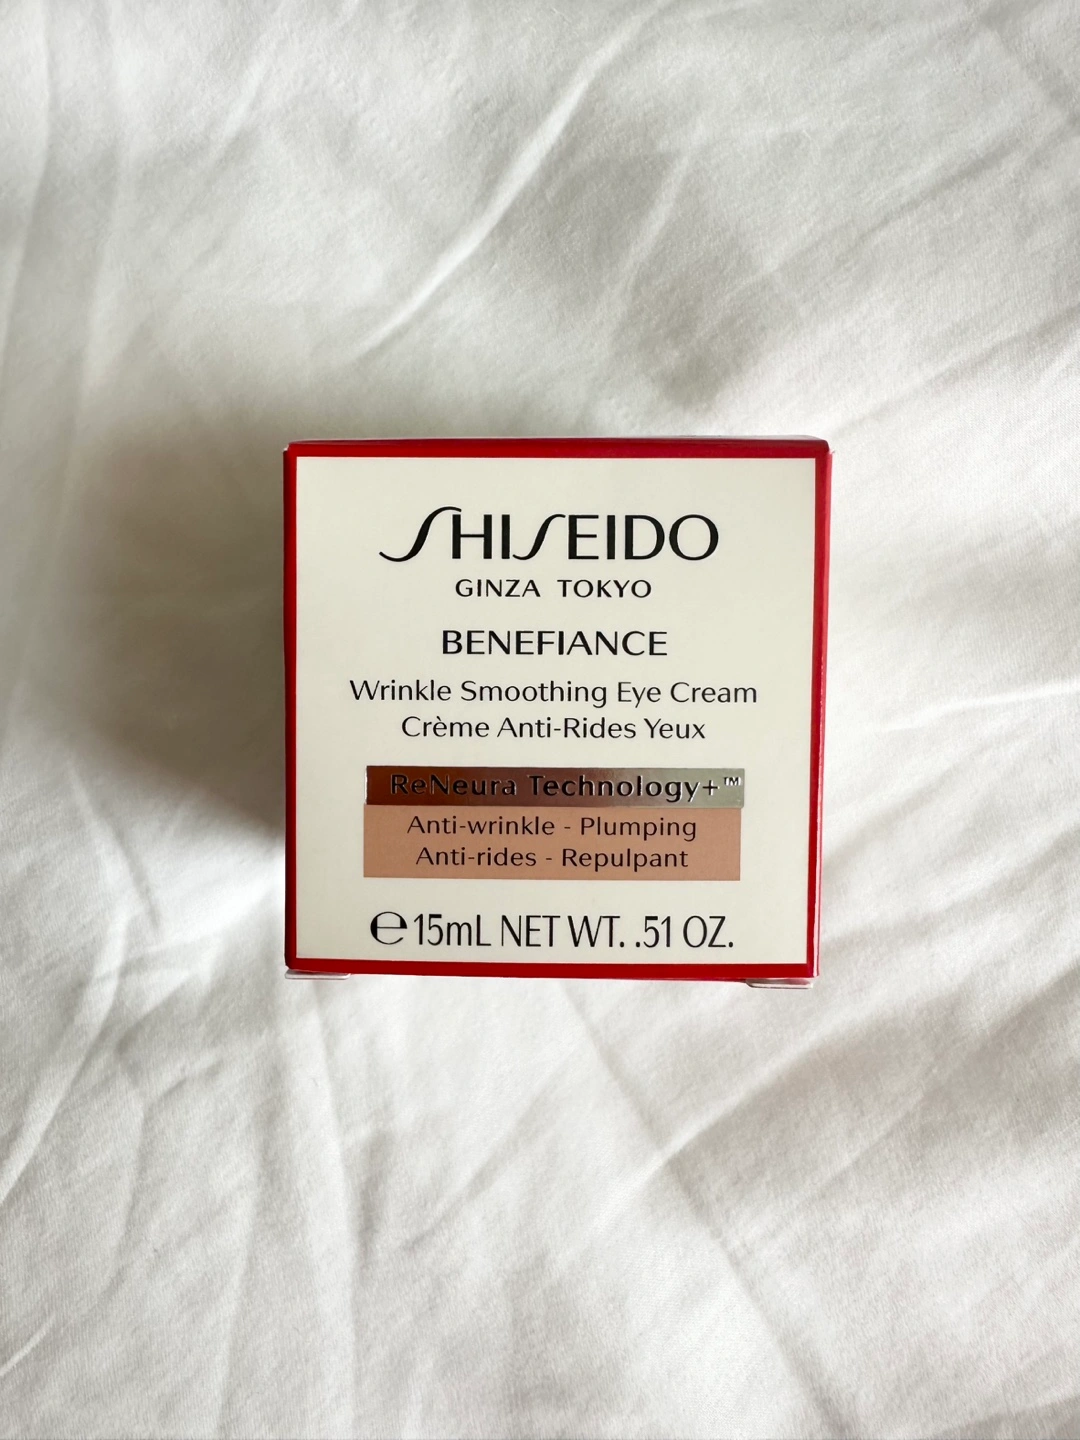 SHISEIDO
GINZA TOKYO
BENEFIANCE
Wrinkle Smoothing Eye Cream
Crème Anti-Rides Yeux
ReNeura Technology+™
Anti-wrinkle - Plumping
Anti-rides - Repulpant
℮15mL NET WT. .51 OZ.